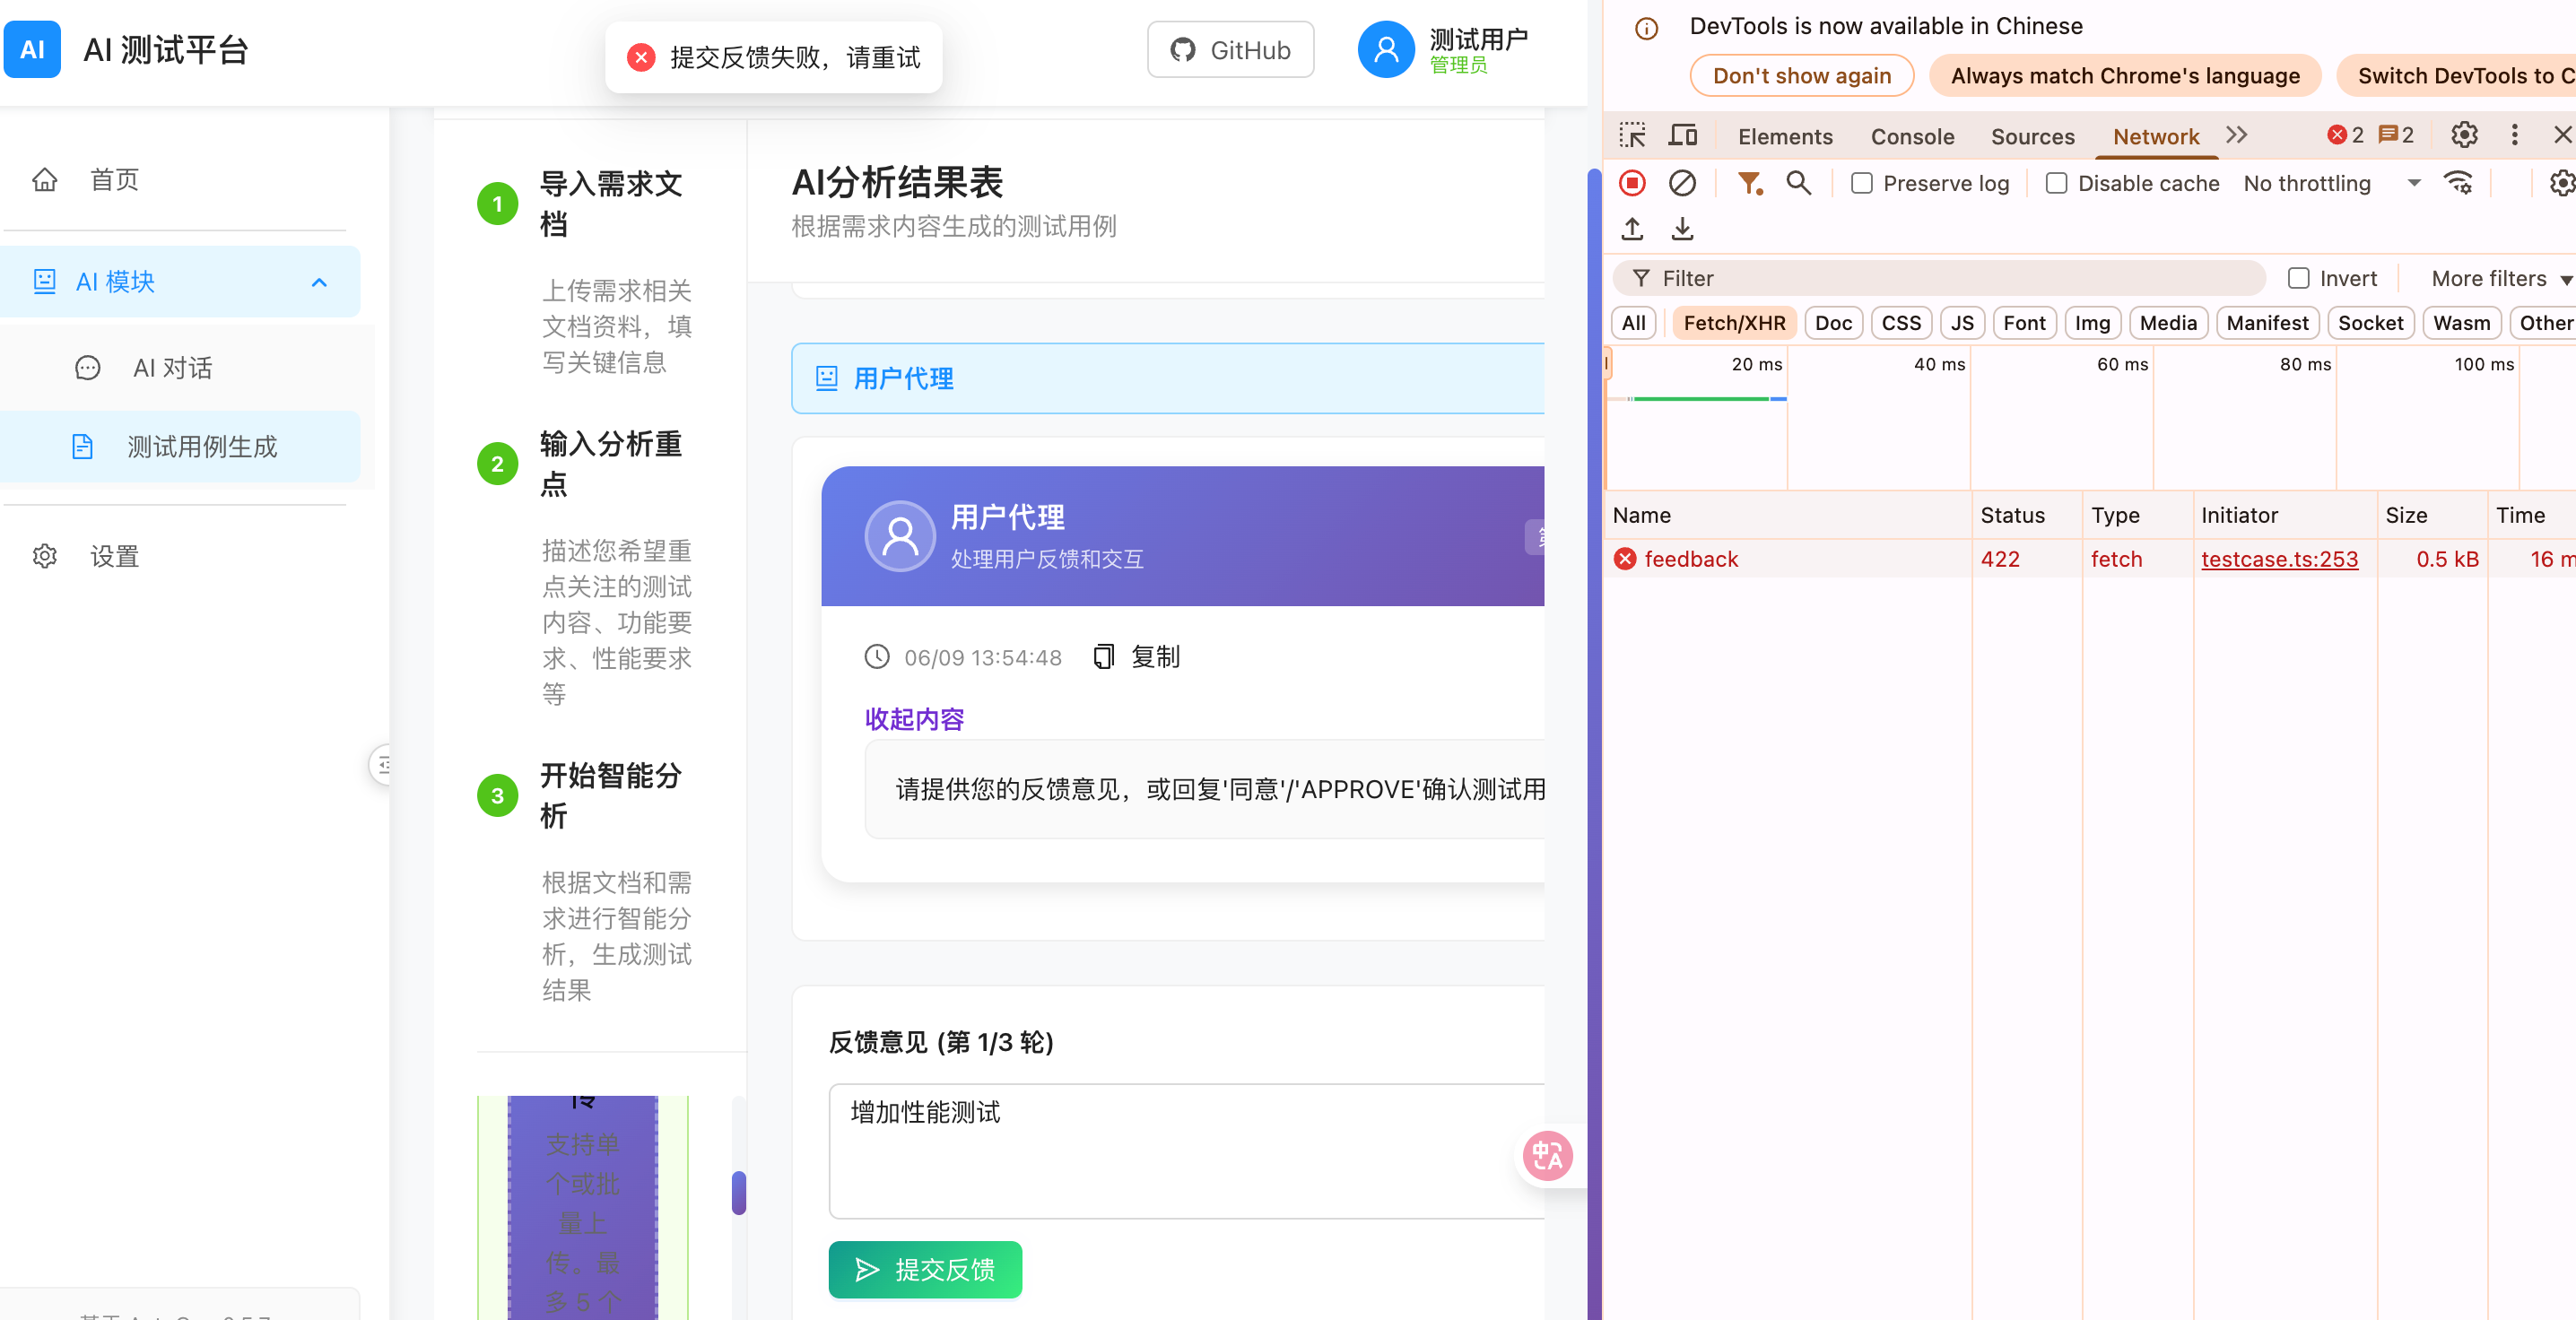 AI
AI 测试平台
提交反馈失败，请重试
GitHub
测试用户
管理员
首页
AI 模块
AI 对话
测试用例生成
设置
1
导入需求文
档
上传需求相关
文档资料，填
写关键信息
2
输入分析重
点
描述您希望重
点关注的测试
内容、功能要
求、性能要求
等
3
开始智能分
析
根据文档和需
求进行智能分
析，生成测试
结果
支持单
个或批
量上
传。最
多 5 个
AI分析结果表
根据需求内容生成的测试用例
用户代理
用户代理
处理用户反馈和交互
06/09 13:54:48
复制
收起内容
请提供您的反馈意见，或回复'同意'/'APPROVE'确认测试用
反馈意见 (第 1/3 轮)
增加性能测试
提交反馈
DevTools is now available in Chinese
Don't show again
Always match Chrome's language
Switch DevTools to C
Elements
Console
Sources
Network
2
2
Preserve log
Disable cache
No throttling
Filter
Invert
More filters
All
Fetch/XHR
Doc
CSS
JS
Font
Img
Media
Manifest
Socket
Wasm
Other
20 ms
40 ms
60 ms
80 ms
100 ms
Name
Status
Type
Initiator
Size
Time
feedback
422
fetch
testcase.ts:253
0.5 kB
16 m